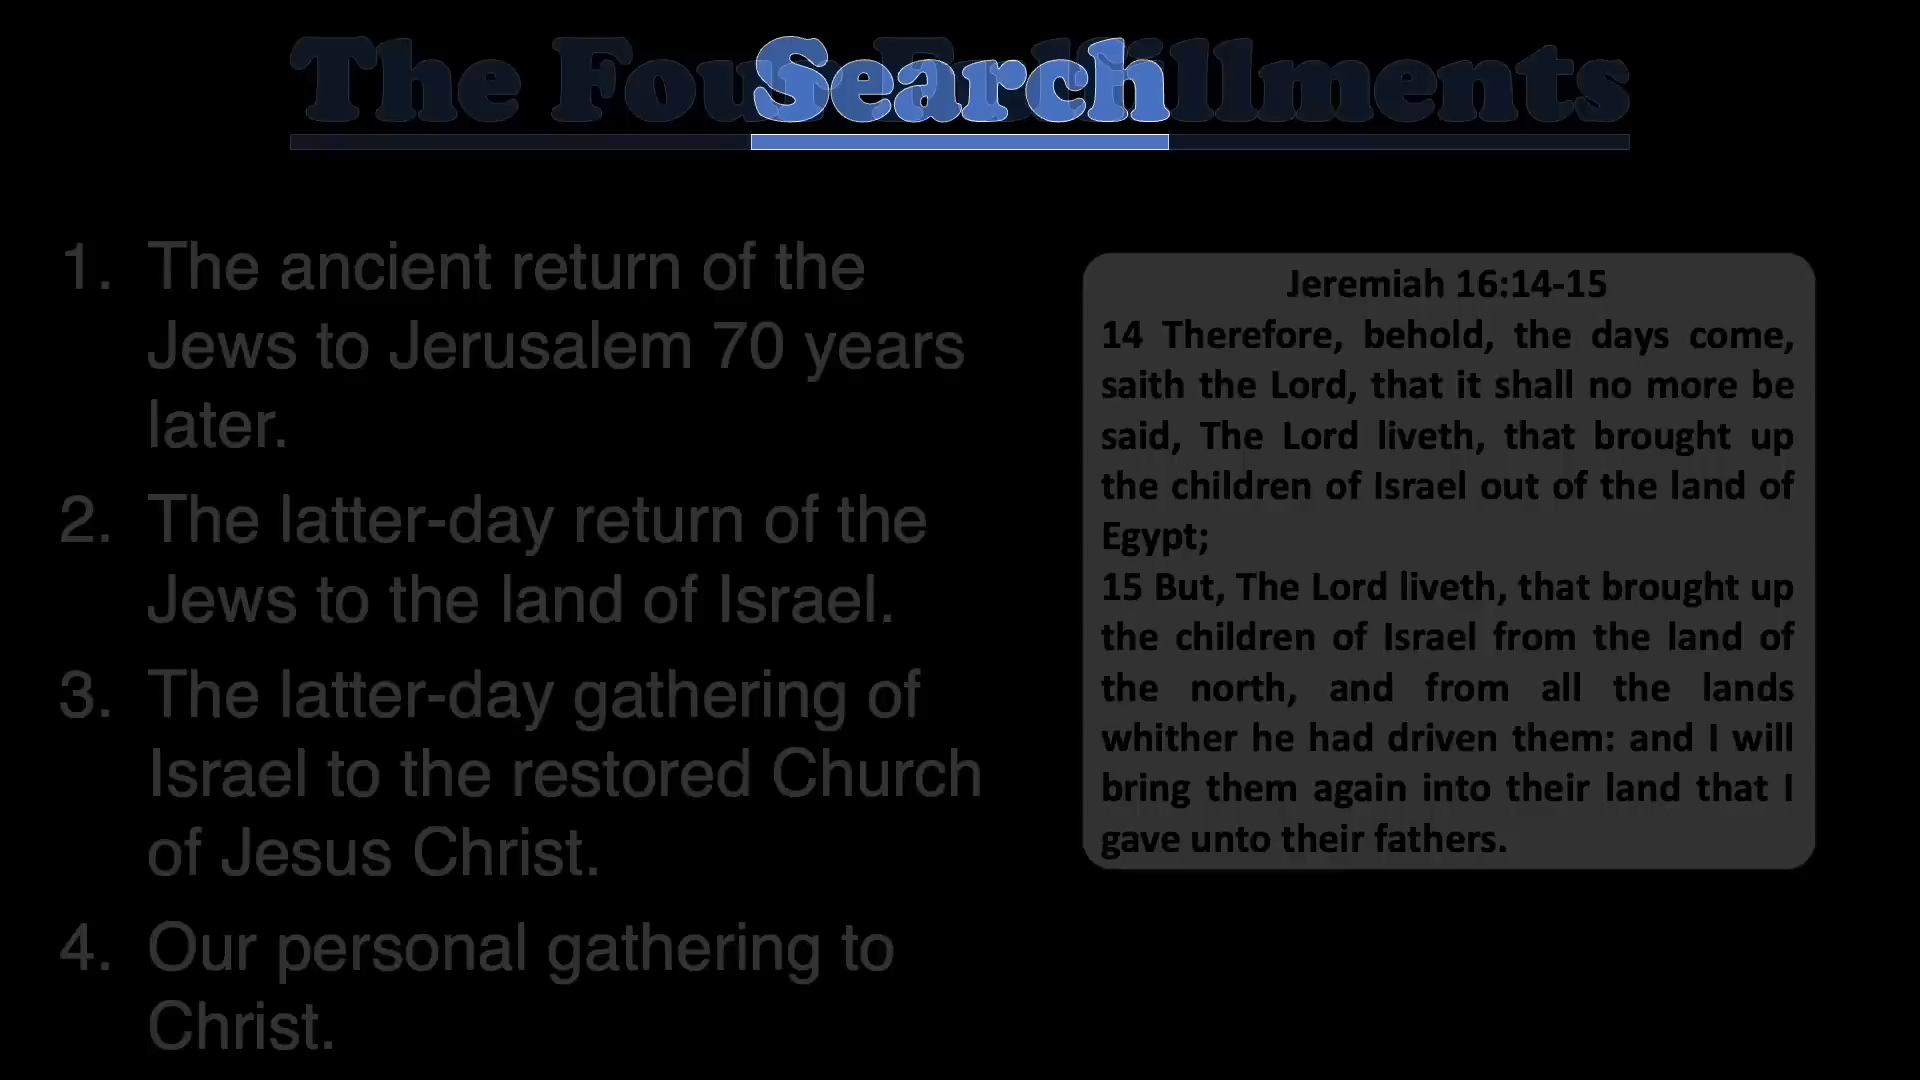 The Four Fulfillments
Search
1. The ancient return of the
Jews to Jerusalem 70 years
later.
2. The latter-day return of the
Jews to the land of Israel.
3. The latter-day gathering of
Israel to the restored Church
of Jesus Christ.
4. Our personal gathering to
Christ.
Jeremiah 16:14-15
14 Therefore, behold, the days come,
saith the Lord, that it shall no more be
said, The Lord liveth, that brought up
the children of Israel out of the land of
Egypt;
15 But, The Lord liveth, that brought up
the children of Israel from the land of
the north, and from all the lands
whither he had driven them: and I will
bring them again into their land that I
gave unto their fathers.